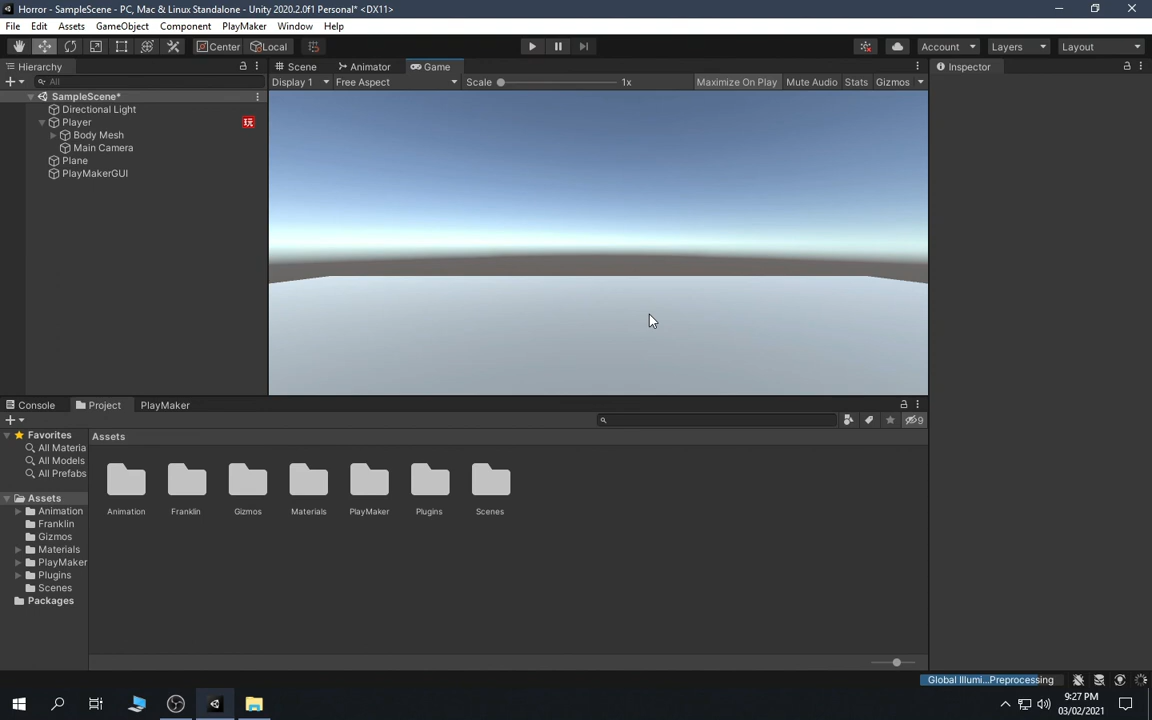 Horror - SampleScene - PC, Mac & Linux Standalone - Unity 2020.2.0f1 Personal* <DX11>
File Edit Assets GameObject Component PlayMaker Window Help
Center Local Account Layers Layout
Hierarchy
All
SampleScene*
Directional Light
Player
玩
Body Mesh
Main Camera
Plane
PlayMakerGUI
Scene Animator Game
Display 1 Free Aspect Scale 1x Maximize On Play Mute Audio Stats Gizmos
Inspector
Console Project PlayMaker
9
Favorites
All Materia
All Models
All Prefabs
Assets
Animation
Franklin
Gizmos
Materials
PlayMaker
Plugins
Scenes
Packages
Assets
Animation Franklin Gizmos Materials PlayMaker Plugins Scenes
Global Illumi...Preprocessing
9:27 PM
03/02/2021